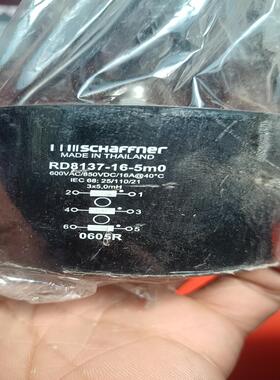 SCHAFFNER
MADE IN THAILAND
RD8137-16-5m0
600VAC/850VDC/16A@40°C
IEC 68: 25/110/21
3x5,0mH
2 1
4 3
6 5
0605R